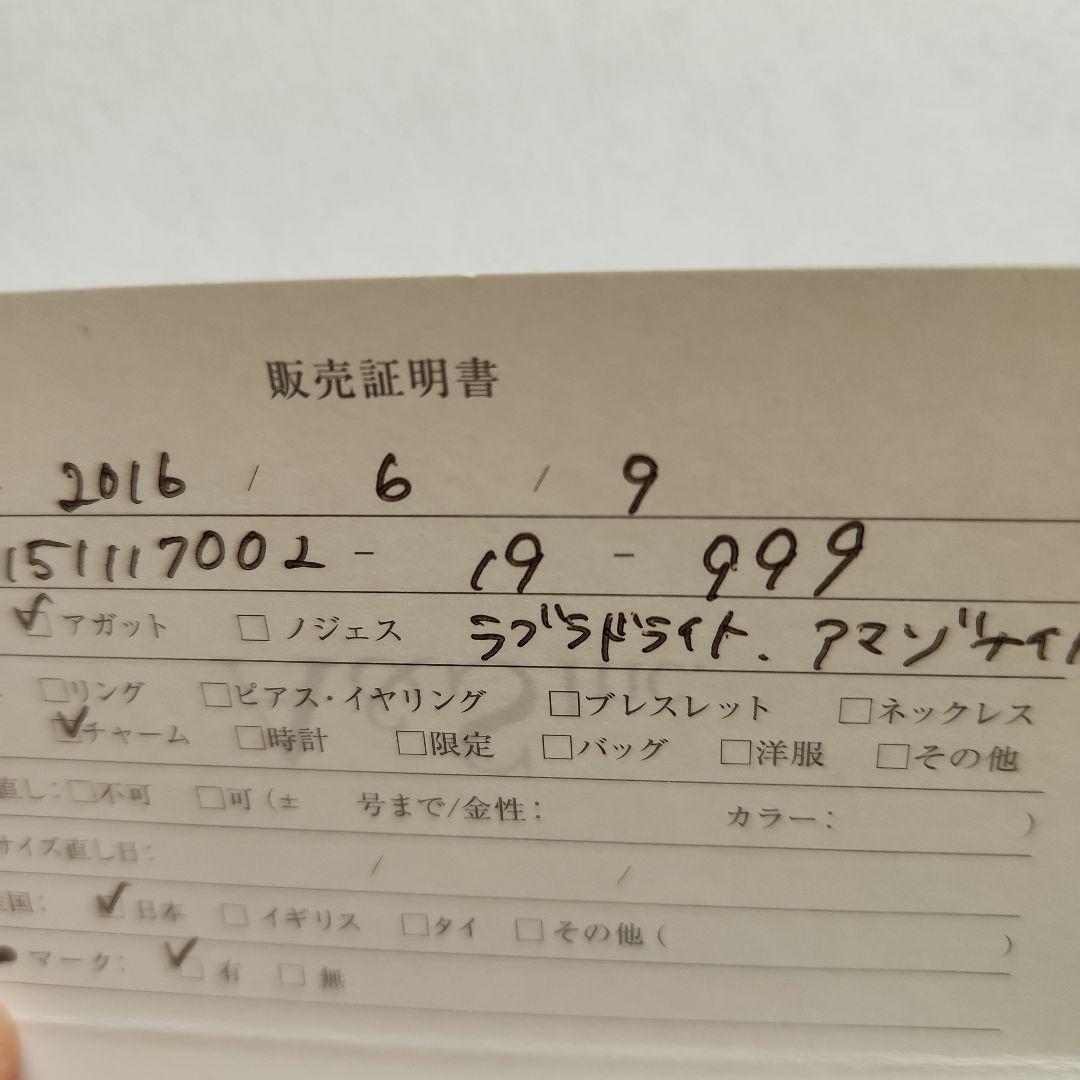 販売証明書
2016 / 6 / 9
151117002 - 19 - 999
アガット □ノジェス ラブラドライト、アマゾナイト
□リング □ピアス・イヤリング □ブレスレット □ネックレス
チャーム □時計 □限定 □バッグ □洋服 □その他
直し:□不可 □可(± 号まで/金性: カラー: )
サイズ直し日: / /
国: 日本 □イギリス □タイ □その他( )
マーク: 有 □無